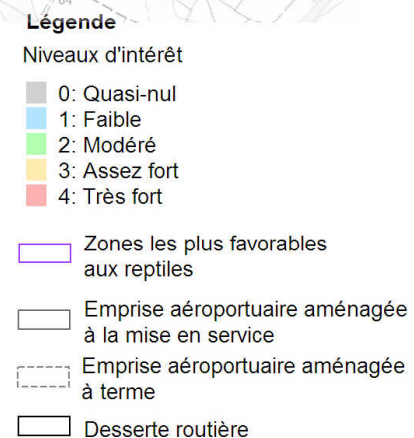 Légende
Niveaux d'intérêt
0: Quasi-nul
1: Faible
2: Modéré
3: Assez fort
4: Très fort
Zones les plus favorables
aux reptiles
Emprise aéroportuaire aménagée
à la mise en service
Emprise aéroportuaire aménagée
à terme
Desserte routière